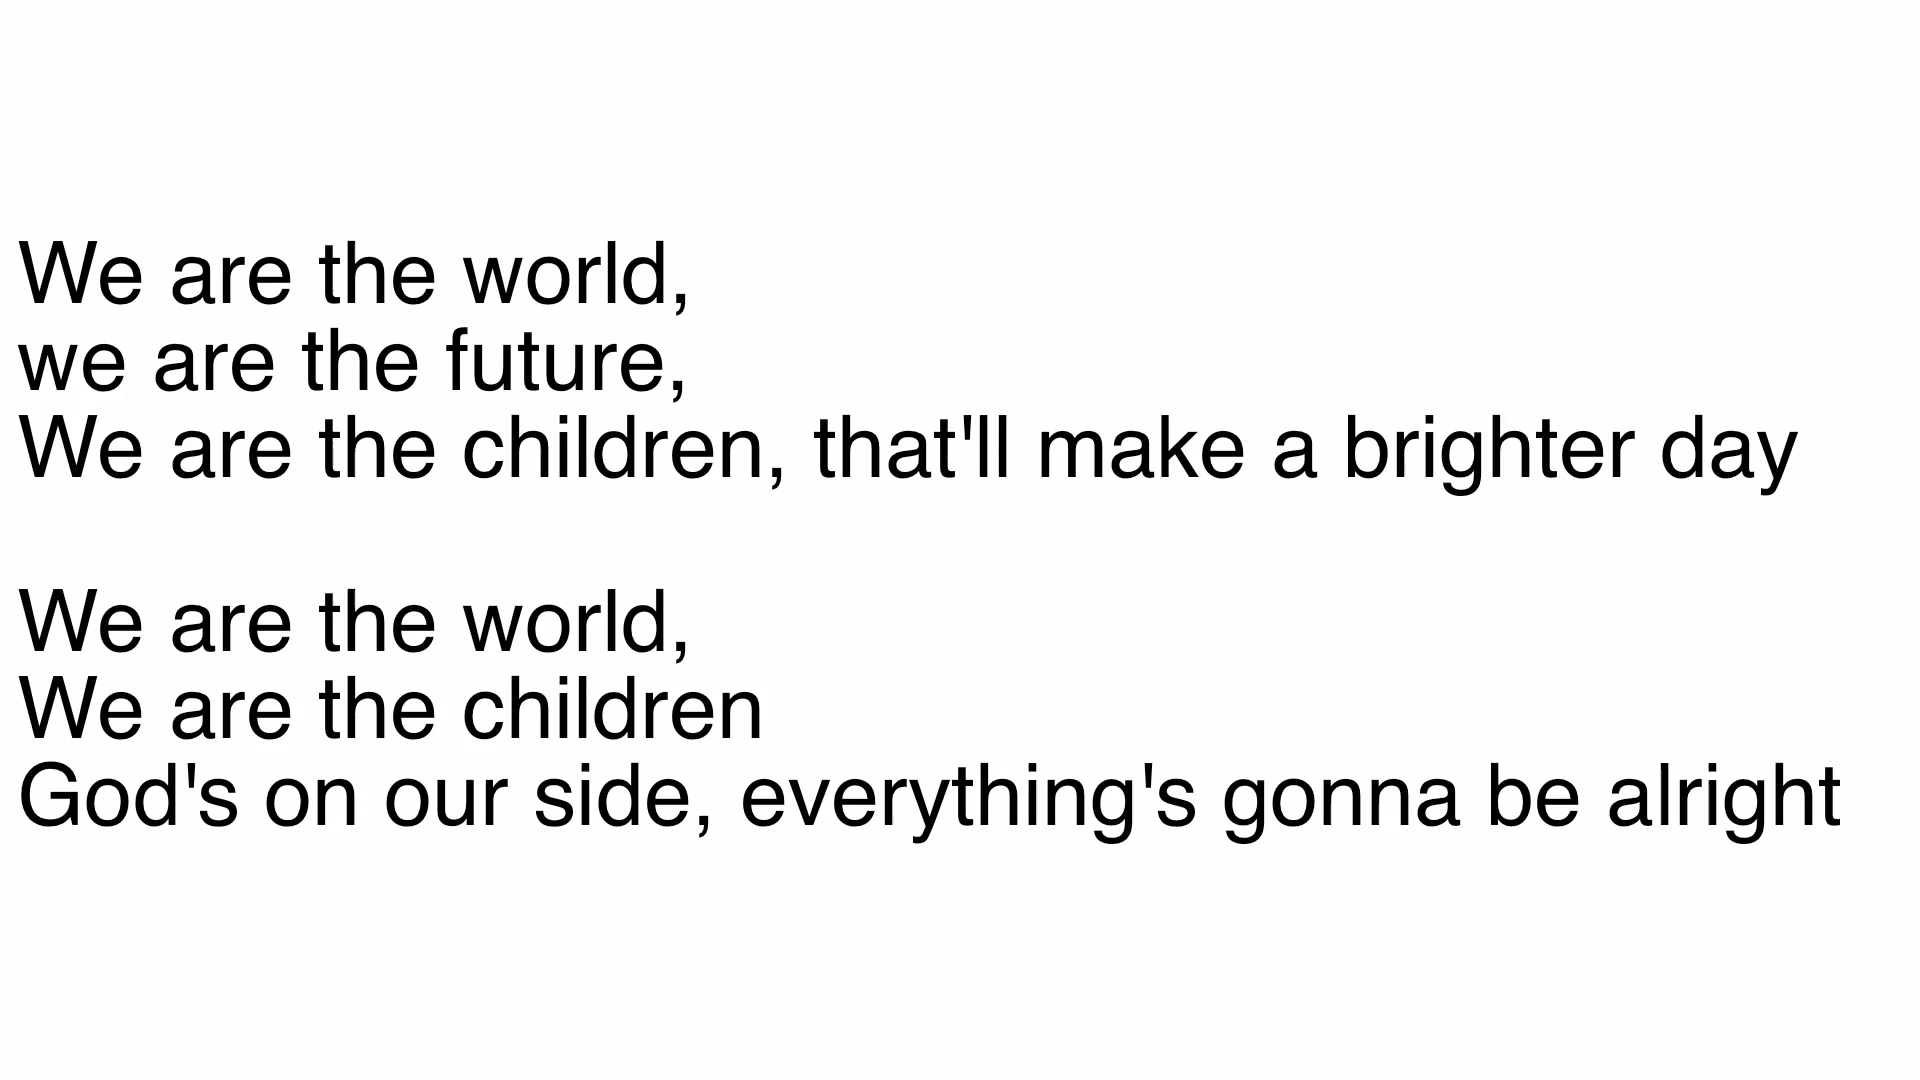 We are the world,
we are the future,
We are the children, that'll make a brighter day
We are the world,
We are the children
God's on our side, everything's gonna be alright